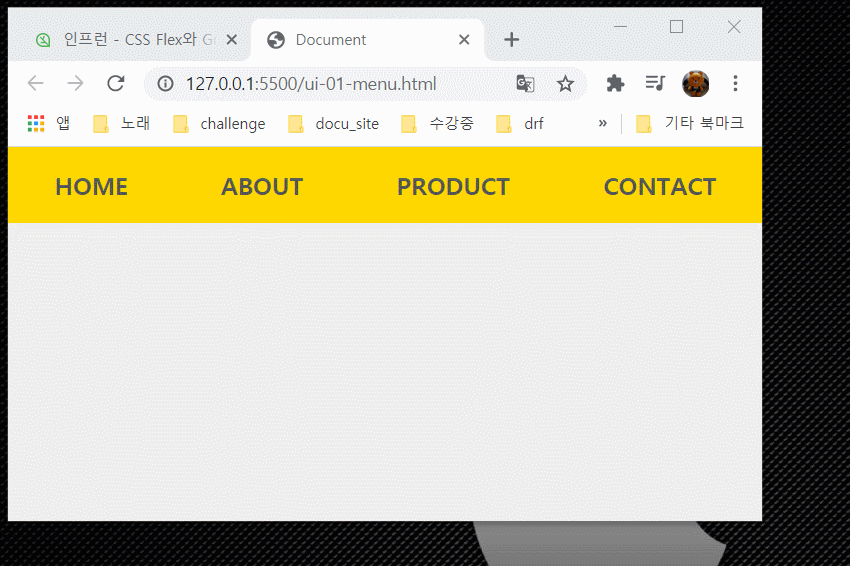 인프런 - CSS Flex와 G
Document
127.0.0.1:5500/ui-01-menu.html
앱 노래 challenge docu_site 수강중 drf » 기타 북마크
HOME ABOUT PRODUCT CONTACT